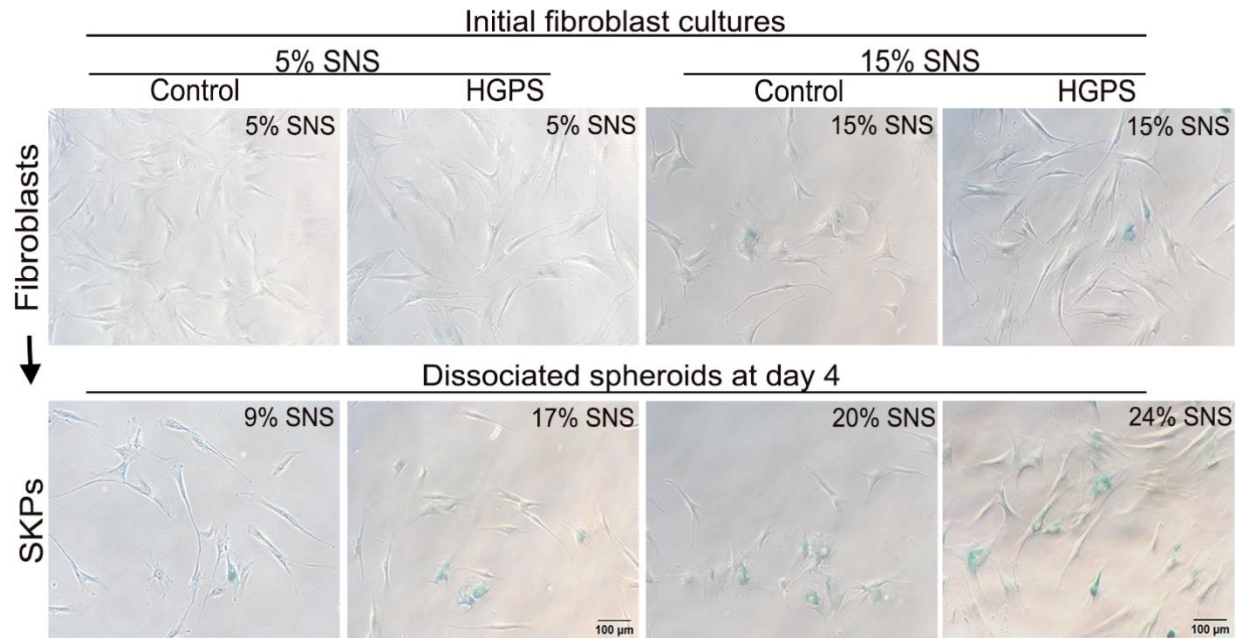 Initial fibroblast cultures
5% SNS 15% SNS
Control HGPS Control HGPS
Fibroblasts
5% SNS 5% SNS 15% SNS 15% SNS
Dissociated spheroids at day 4
SKPs
9% SNS 17% SNS 20% SNS 24% SNS
100 µm 100 µm